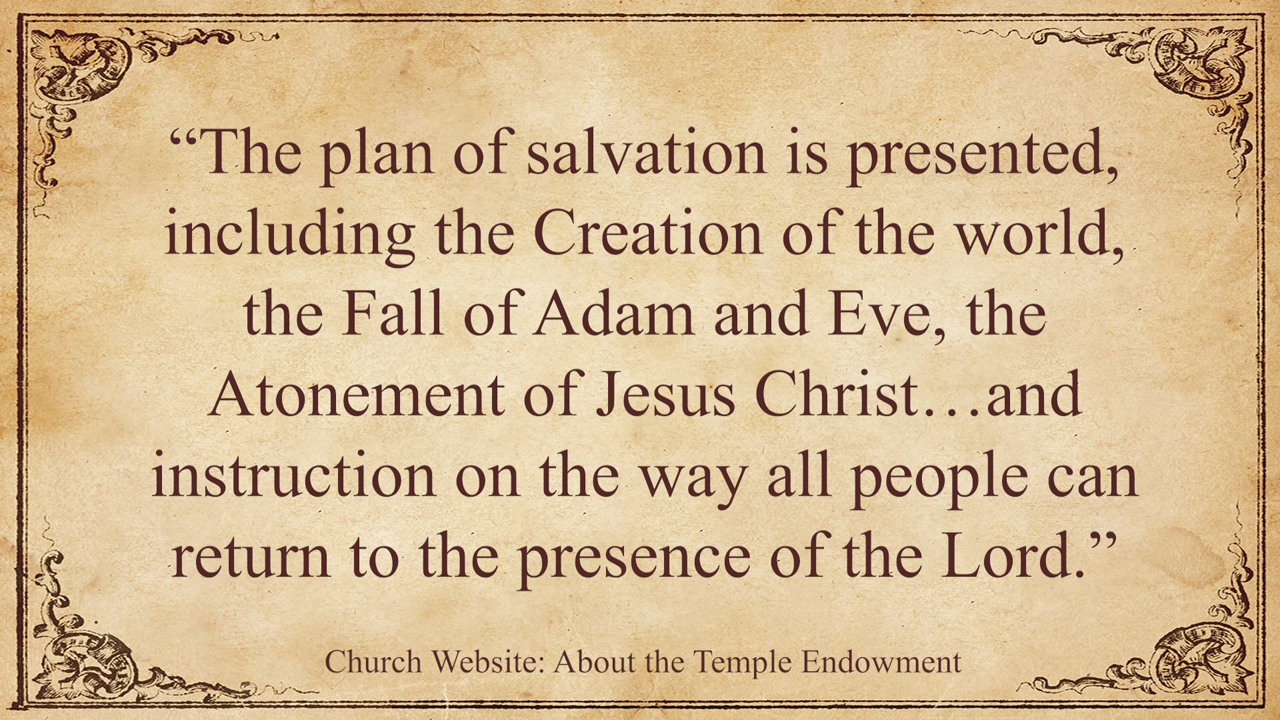 “The plan of salvation is presented,
including the Creation of the world,
the Fall of Adam and Eve, the
Atonement of Jesus Christ…and
instruction on the way all people can
return to the presence of the Lord.”
Church Website: About the Temple Endowment